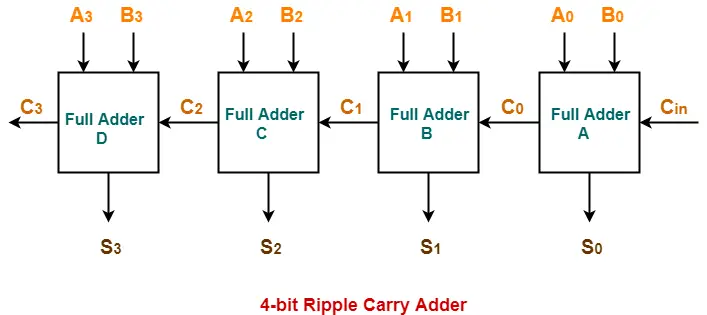 A3 B3 A2 B2 A1 B1 A0 B0
C3 Full Adder D C2 Full Adder C C1 Full Adder B C0 Full Adder A Cin
S3 S2 S1 S0
4-bit Ripple Carry Adder